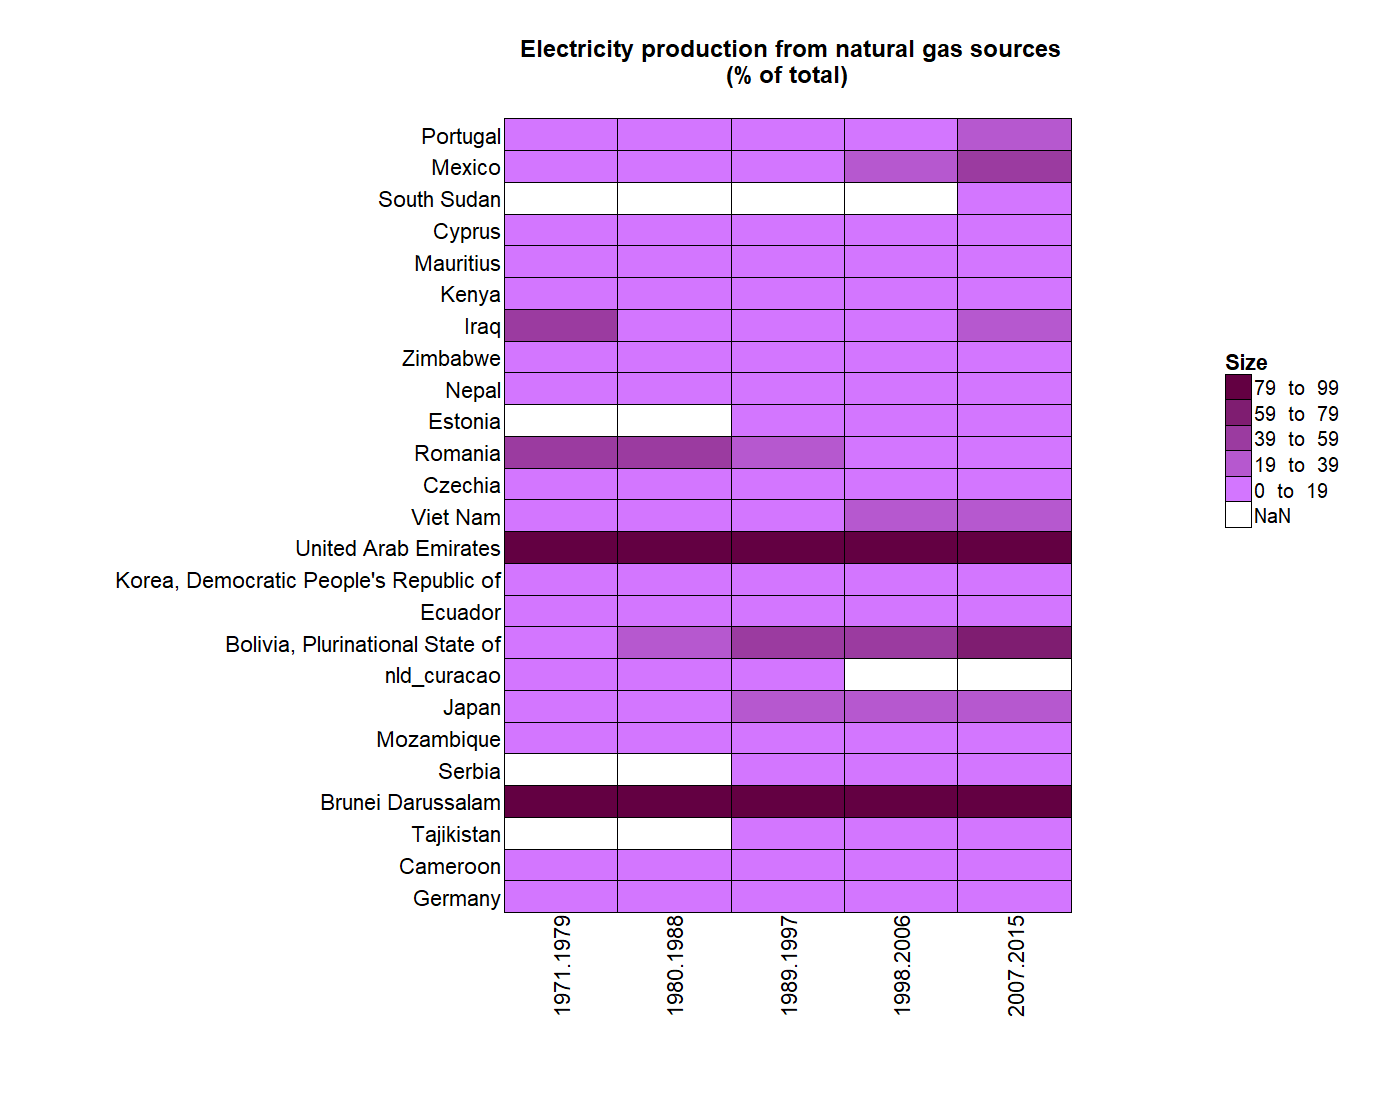 Electricity production from natural gas sources
(% of total)
Portugal
Mexico
South Sudan
Cyprus
Mauritius
Kenya
Iraq
Zimbabwe
Nepal
Estonia
Romania
Czechia
Viet Nam
United Arab Emirates
Korea, Democratic People's Republic of
Ecuador
Bolivia, Plurinational State of
nld_curacao
Japan
Mozambique
Serbia
Brunei Darussalam
Tajikistan
Cameroon
Germany
1971.1979
1980.1988
1989.1997
1998.2006
2007.2015
Size
79 to 99
59 to 79
39 to 59
19 to 39
0 to 19
NaN